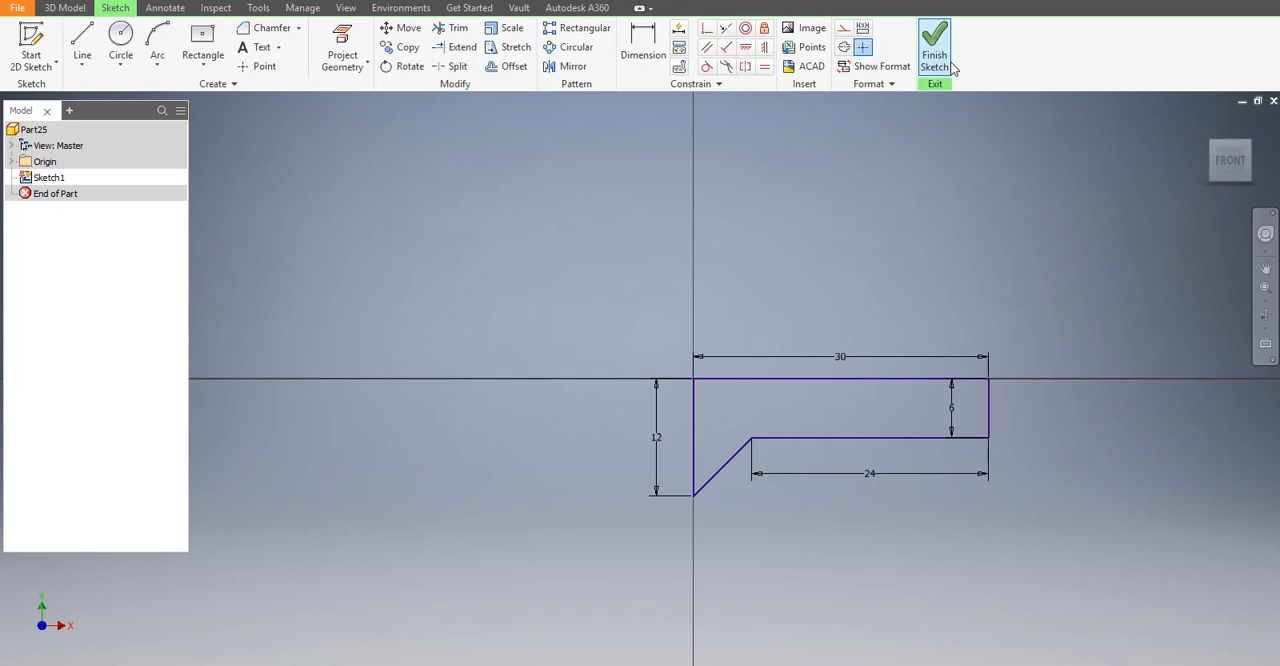 File 3D Model Sketch Annotate Inspect Tools Manage View Environments Get Started Vault Autodesk A360
Start
2D Sketch
Line
Circle
Arc
Rectangle
Chamfer
Text
Point
Project
Geometry
Move
Copy
Rotate
Trim
Extend
Split
Scale
Stretch
Offset
Rectangular
Circular
Mirror
Dimension
Image
Points
ACAD
Show Format
Finish
Sketch
Sketch Create Modify Pattern Constrain Insert Format Exit
Model
Part25
View: Master
Origin
Sketch1
End of Part
FRONT
30
12
6
24
Y
X